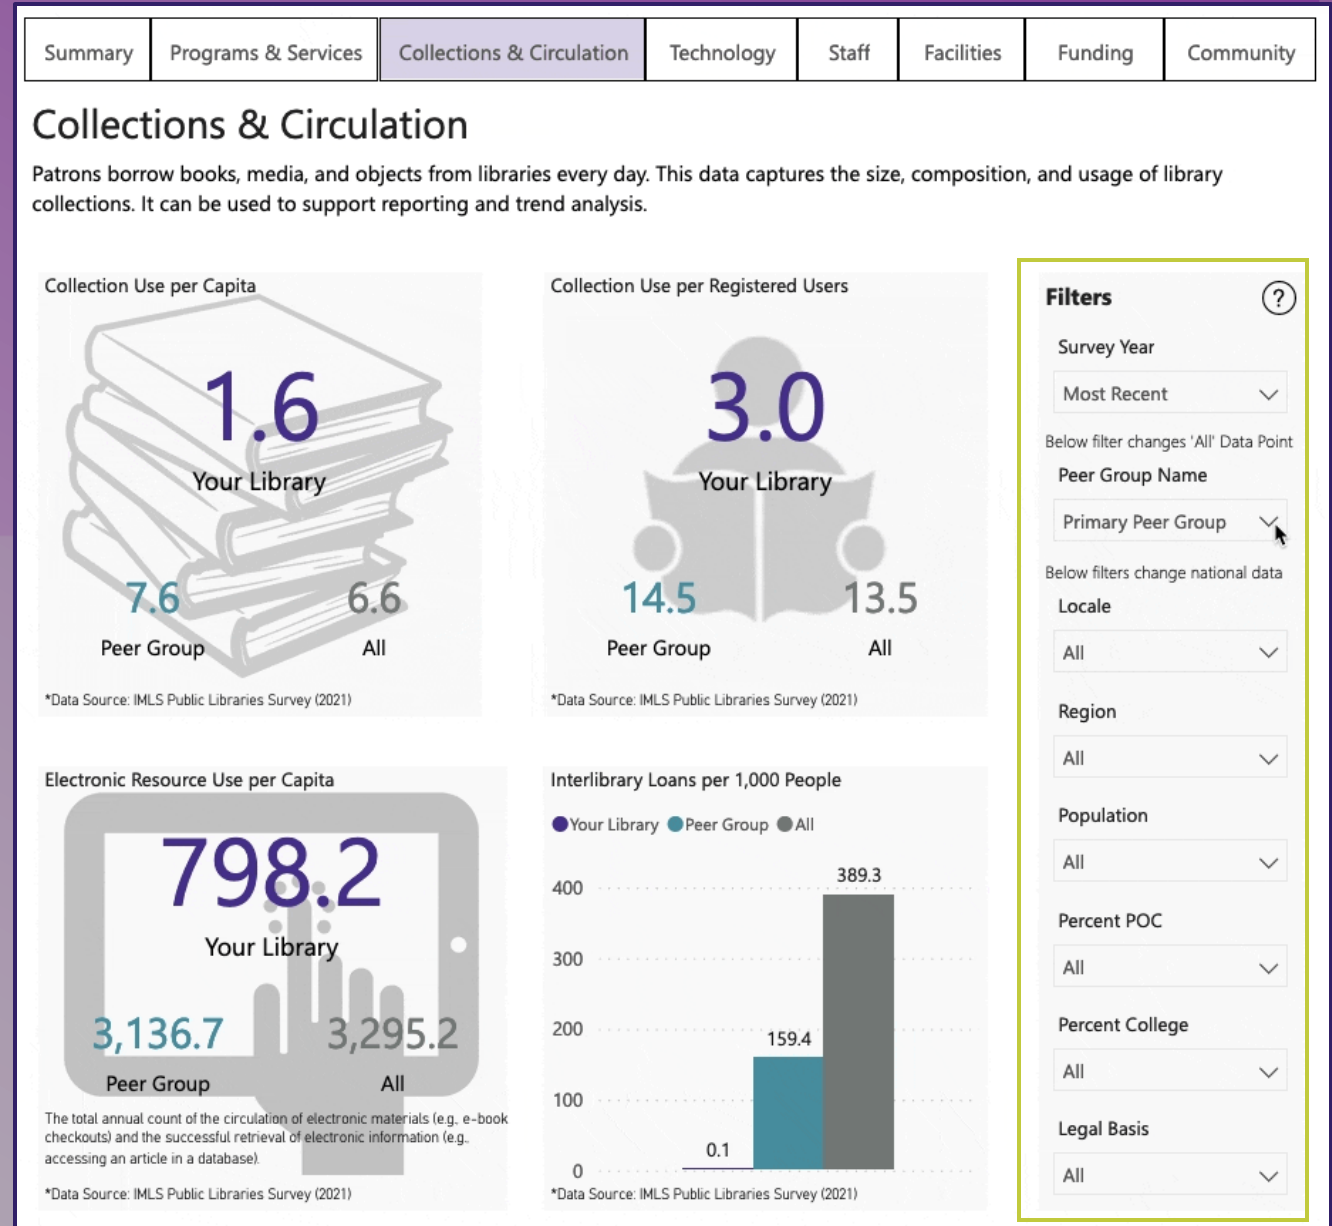 Summary
Programs & Services
Collections & Circulation
Technology
Staff
Facilities
Funding
Community
Collections & Circulation
Patrons borrow books, media, and objects from libraries every day. This data captures the size, composition, and usage of library
collections. It can be used to support reporting and trend analysis.
Collection Use per Capita
1.6
Your Library
7.6
Peer Group
6.6
All
*Data Source: IMLS Public Libraries Survey (2021)
Collection Use per Registered Users
3.0
Your Library
14.5
Peer Group
13.5
All
*Data Source: IMLS Public Libraries Survey (2021)
Electronic Resource Use per Capita
798.2
Your Library
3,136.7
Peer Group
3,295.2
All
The total annual count of the circulation of electronic materials (e.g., e-book
checkouts) and the successful retrieval of electronic information (e.g.,
accessing an article in a database).
*Data Source: IMLS Public Libraries Survey (2021)
Interlibrary Loans per 1,000 People
Your Library Peer Group All
400
300
200
100
0
0.1
159.4
389.3
*Data Source: IMLS Public Libraries Survey (2021)
Filters ?
Survey Year
Most Recent
Below filter changes 'All' Data Point
Peer Group Name
Primary Peer Group
Below filters change national data
Locale
All
Region
All
Population
All
Percent POC
All
Percent College
All
Legal Basis
All